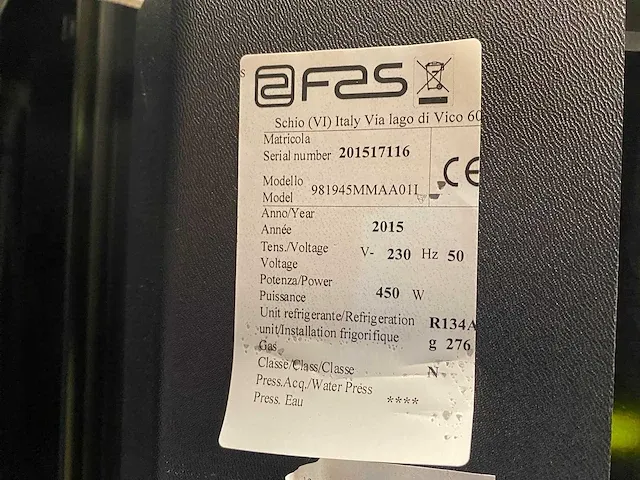 s
FAS
Schio (VI) Italy Via lago di Vico 60
Matricola
Serial number 201517116
CE
Modello
Model 981945MMAA01I
Anno/Year
Année 2015
Tens./Voltage
Voltage V- 230 Hz 50
Potenza/Power
Puissance 450 W
Unit refrigerante/Refrigeration
unit/Installation frigorifique
R134A
Gas g 276
Classe/Class/Classe N
Press.Acq./Water Press
Press. Eau ****